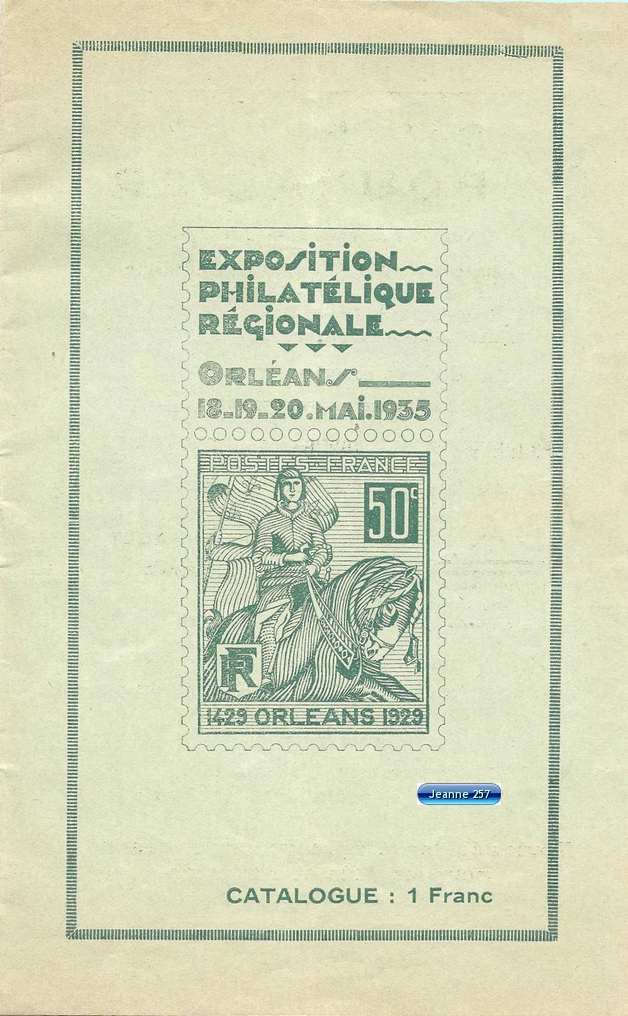 EXPOSITION
PHILATÉLIQUE
RÉGIONALE
ORLÉANS
18-19-20.MAI.1935
POSTES-FRANCE
50c
RF
1429 ORLEANS 1929
Jeanne 257
CATALOGUE : 1 Franc